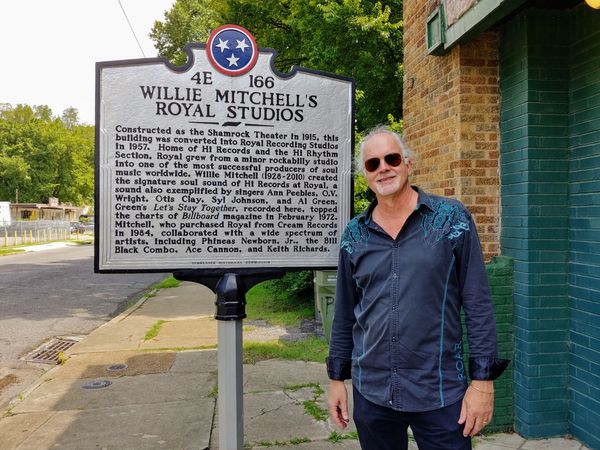 4E 166
WILLIE MITCHELL'S
ROYAL STUDIOS
Constructed as the Shamrock Theater in 1915, this
building was converted into Royal Recording Studios
in 1957. Home of Hi Records and the Hi Rhythm
Section, Royal grew from a minor rockabilly studio
into one of the most successful producers of soul
music worldwide. Willie Mitchell (1928-2010) created
the signature soul sound of Hi Records at Royal, a
sound also exemplified by singers Ann Peebles, O.V.
Wright, Otis Clay, Syl Johnson, and Al Green.
Green's Let's Stay Together, recorded here, topped
the charts of Billboard magazine in February 1972.
Mitchell, who purchased Royal from Cream Records
in 1984, collaborated with a wide spectrum of
artists, including Phineas Newborn, Jr., the Bill
Black Combo, Ace Cannon, and Keith Richards.
TENNESSEE HISTORICAL COMMISSION
ROAR